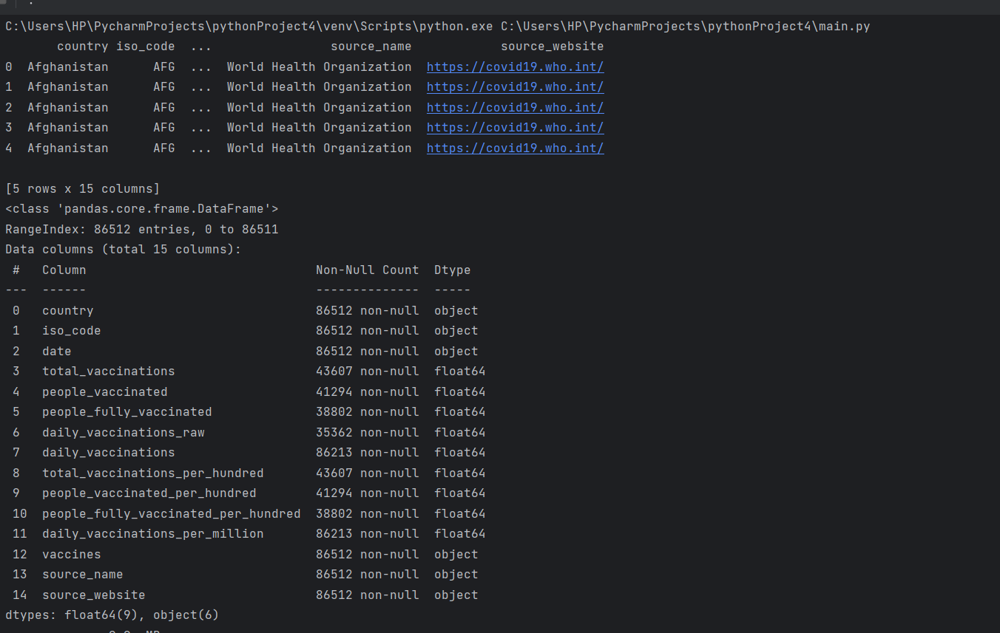 C:\Users\HP\PycharmProjects\pythonProject4\venv\Scripts\python.exe C:\Users\HP\PycharmProjects\pythonProject4\main.py
       country iso_code  ...                source_name            source_website
0  Afghanistan      AFG  ...  World Health Organization  https://covid19.who.int/
1  Afghanistan      AFG  ...  World Health Organization  https://covid19.who.int/
2  Afghanistan      AFG  ...  World Health Organization  https://covid19.who.int/
3  Afghanistan      AFG  ...  World Health Organization  https://covid19.who.int/
4  Afghanistan      AFG  ...  World Health Organization  https://covid19.who.int/
[5 rows x 15 columns]
<class 'pandas.core.frame.DataFrame'>
RangeIndex: 86512 entries, 0 to 86511
Data columns (total 15 columns):
 #   Column                               Non-Null Count  Dtype
---  ------                               --------------  -----
 0   country                              86512 non-null  object
 1   iso_code                             86512 non-null  object
 2   date                                 86512 non-null  object
 3   total_vaccinations                   43607 non-null  float64
 4   people_vaccinated                    41294 non-null  float64
 5   people_fully_vaccinated              38802 non-null  float64
 6   daily_vaccinations_raw               35362 non-null  float64
 7   daily_vaccinations                   86213 non-null  float64
 8   total_vaccinations_per_hundred       43607 non-null  float64
 9   people_vaccinated_per_hundred        41294 non-null  float64
 10  people_fully_vaccinated_per_hundred  38802 non-null  float64
 11  daily_vaccinations_per_million       86213 non-null  float64
 12  vaccines                             86512 non-null  object
 13  source_name                          86512 non-null  object
 14  source_website                       86512 non-null  object
dtypes: float64(9), object(6)